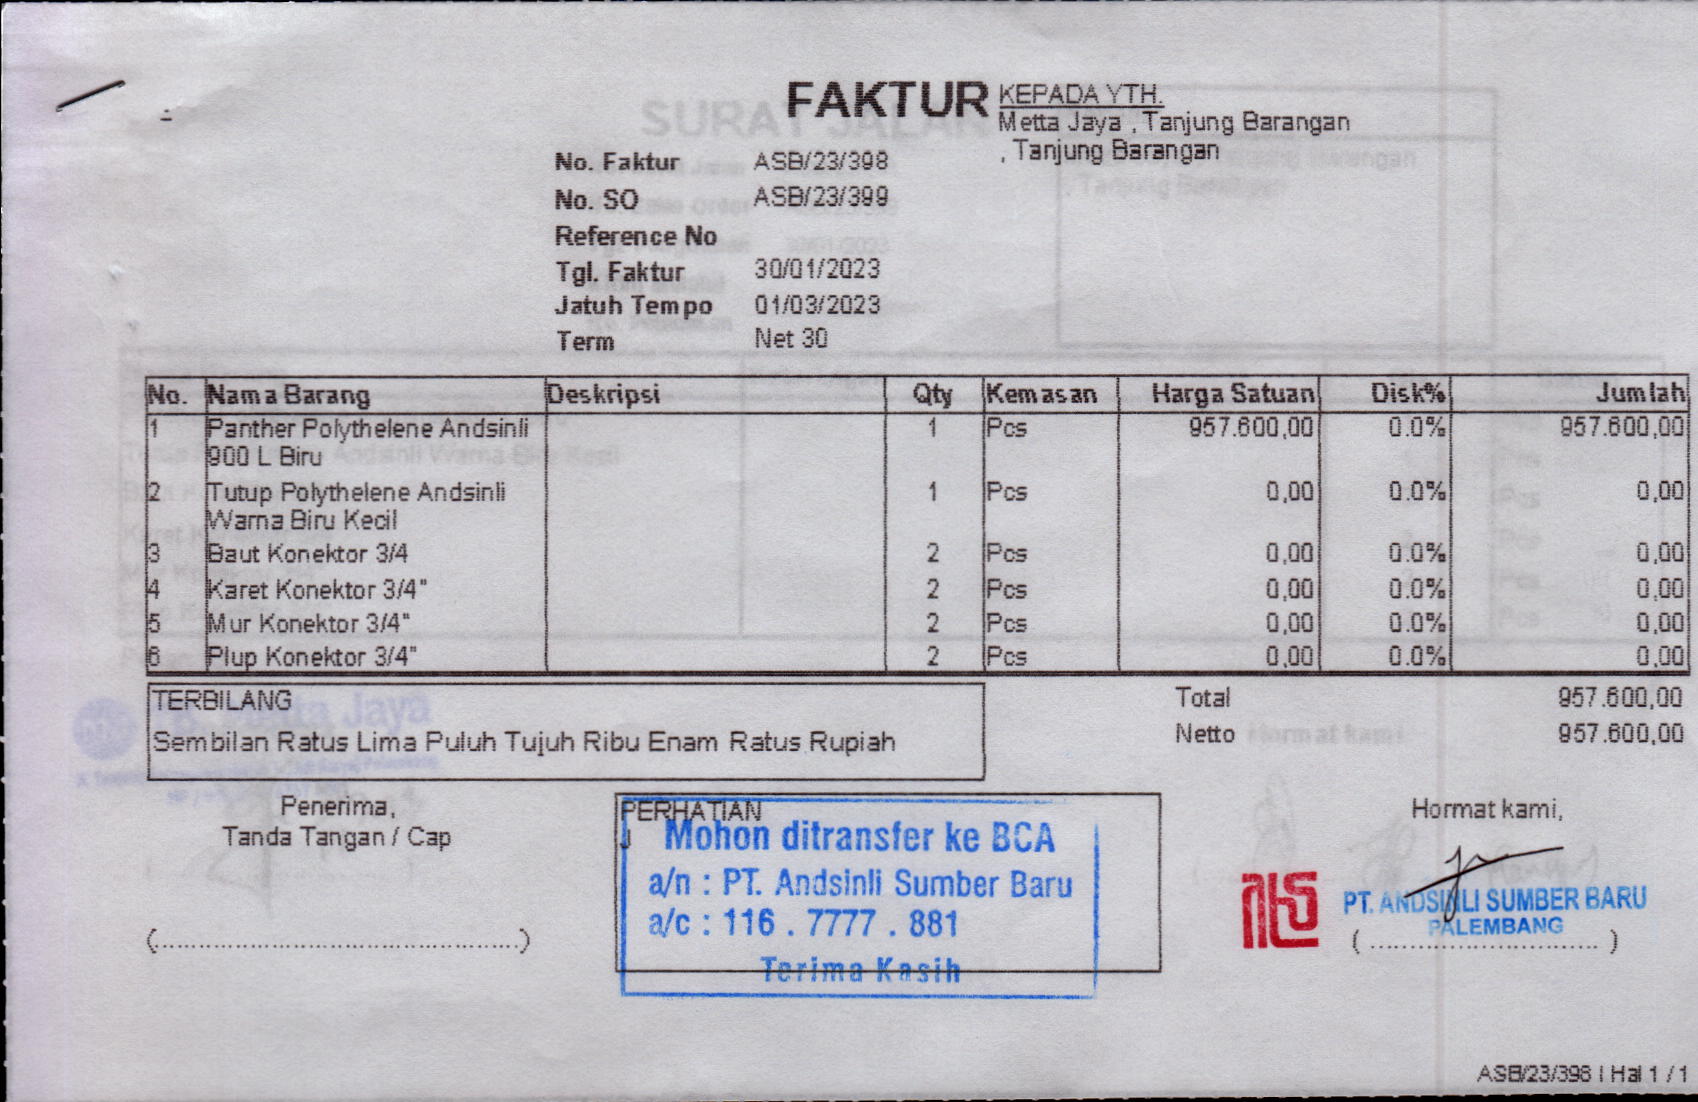 FAKTUR
KEPADA YTH.
Metta Jaya , Tanjung Barangan
, Tanjung Barangan
No. Faktur ASB/23/398
No. SO ASB/23/399
Reference No
Tgl. Faktur 30/01/2023
Jatuh Tempo 01/03/2023
Term Net 30
No. Nama Barang Deskripsi Qty Kemasan Harga Satuan Disk% Jumlah
1 Panther Polythelene Andsinli 1 Pcs 957.600,00 0.0% 957.600,00
900 L Biru
2 Tutup Polythelene Andsinli 1 Pcs 0,00 0.0% 0,00
Warna Biru Kecil
3 Baut Konektor 3/4 2 Pcs 0,00 0.0% 0,00
4 Karet Konektor 3/4" 2 Pcs 0,00 0.0% 0,00
5 Mur Konektor 3/4" 2 Pcs 0,00 0.0% 0,00
6 Plup Konektor 3/4" 2 Pcs 0,00 0.0% 0,00
TERBILANG
Sembilan Ratus Lima Puluh Tujuh Ribu Enam Ratus Rupiah
Total 957.600,00
Netto 957.600,00
Penerima,
Tanda Tangan / Cap
(..........................................)
PERHATIAN
J
Mohon ditransfer ke BCA
a/n : PT. Andsinli Sumber Baru
a/c : 116 . 7777 . 881
Terima Kasih
Hormat kami,
PT. ANDSINLI SUMBER BARU
PALEMBANG
( ........................... )
ASB/23/398 | Hal 1 / 1